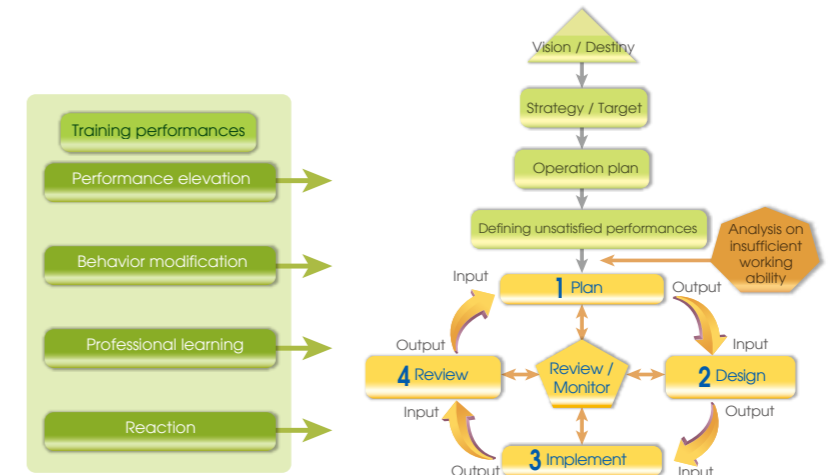 Training performances
Performance elevation
Behavior modification
Professional learning
Reaction
Vision / Destiny
Strategy / Target
Operation plan
Defining unsatisfied performances
Analysis on
insufficient
working
ability
Input
1 Plan
Output
Output
Input
4 Review
Review /
Monitor
2 Design
Input
Output
3 Implement
Output
Input